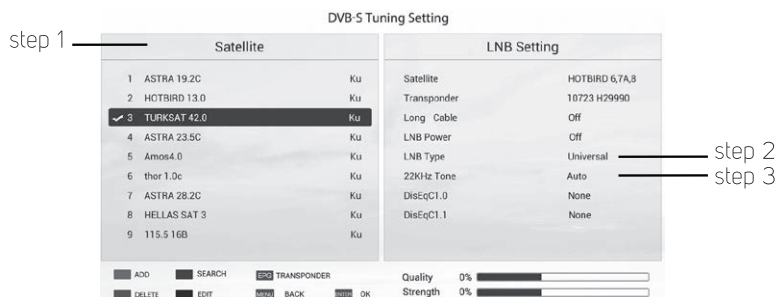 DVB-S Tuning Setting
step 1
Satellite
1 ASTRA 19.2C Ku
2 HOTBIRD 13.0 Ku
3 TURKSAT 42.0 Ku
4 ASTRA 23.5C Ku
5 Amos4.0 Ku
6 thor 1.0c Ku
7 ASTRA 28.2C Ku
8 HELLAS SAT 3 Ku
9 115.5 16B Ku
LNB Setting
Satellite HOTBIRD 6,7A,8
Transponder 10723 H29990
Long Cable Off
LNB Power Off
LNB Type Universal
step 2
22KHz Tone Auto
step 3
DisEqC1.0 None
DisEqC1.1 None
ADD SEARCH EPG TRANSPONDER
DELETE EDIT MENU BACK ENTER OK
Quality 0%
Strength 0%